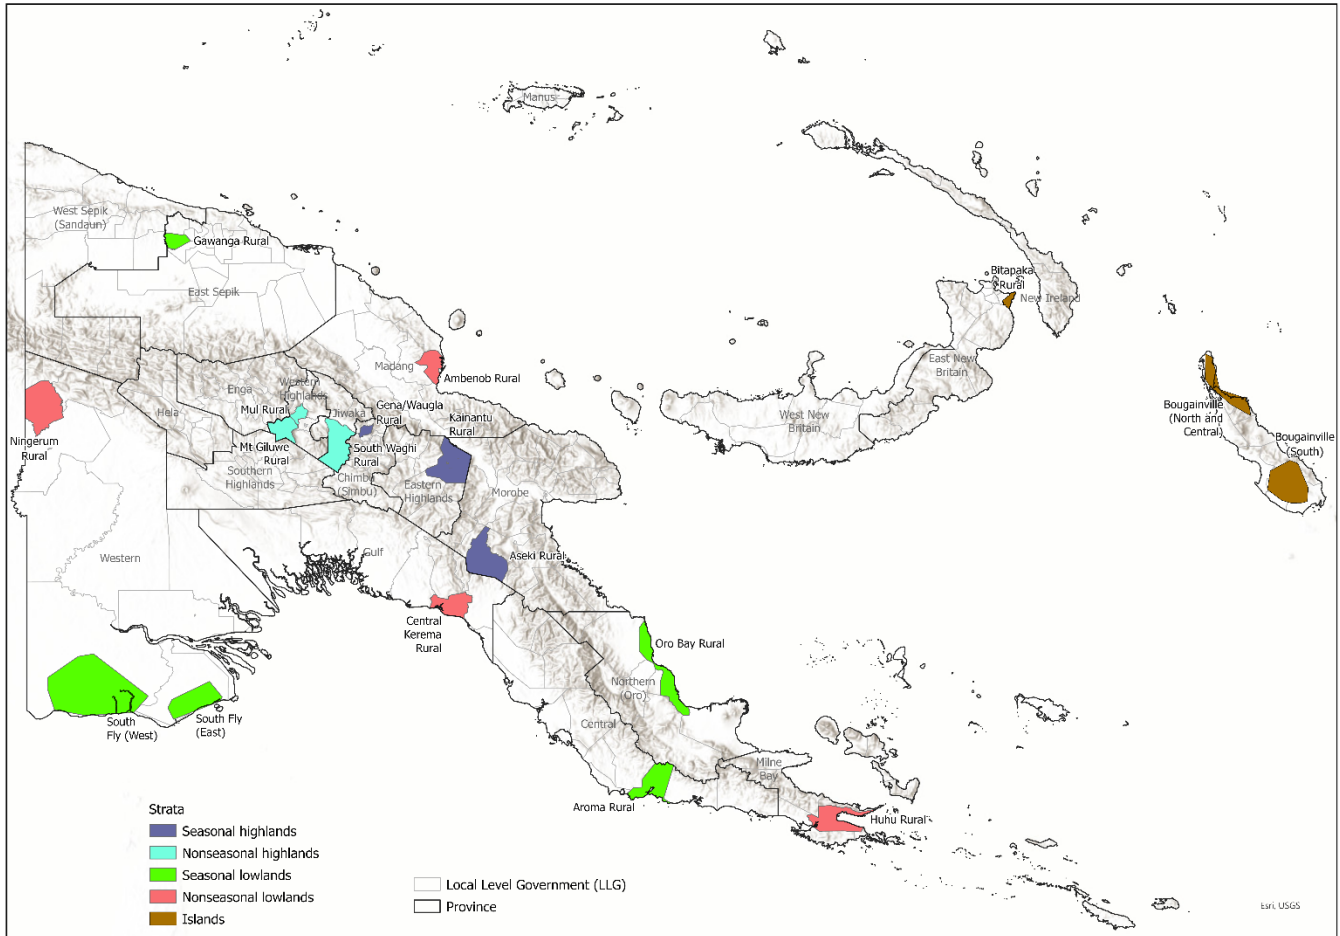 Manus
West Sepik
(Sandaun)
Gawanga Rural
East Sepik
Bitapaka
Rural
New Ireland
Madang
Ambenob Rural
East New
Britain
Enga
Western
Highlands
Hela
Mul Rural
Jiwaka
Gena/Waugla
Rural
Kainantu
Rural
West New
Britain
Bougainville
(North and
Central)
Bougainville
(South)
Ningerum
Rural
Mt Giluwe
Rural
South Waghi
Rural
Southern
Highlands
Chimbu
(Simbu)
Eastern
Highlands
Morobe
Western
Gulf
Aseki Rural
Central
Kerema
Rural
Oro Bay Rural
Northern
(Oro)
South
Fly (West)
South Fly
(East)
Central
Milne
Bay
Aroma Rural
Huhu Rural
Strata
Seasonal highlands
Nonseasonal highlands
Seasonal lowlands
Nonseasonal lowlands
Islands
Local Level Government (LLG)
Province
Esri, USGS